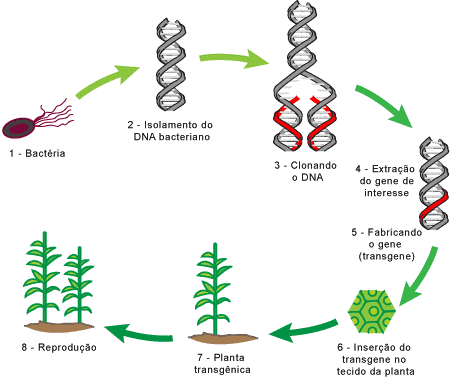 1 - Bactéria
2 - Isolamento do
DNA bacteriano
3 - Clonando
o DNA
4 - Extração
do gene de
interesse
5 - Fabricando
o gene
(transgene)
6 - Inserção do
transgene no
tecido da planta
7 - Planta
transgênica
8 - Reprodução